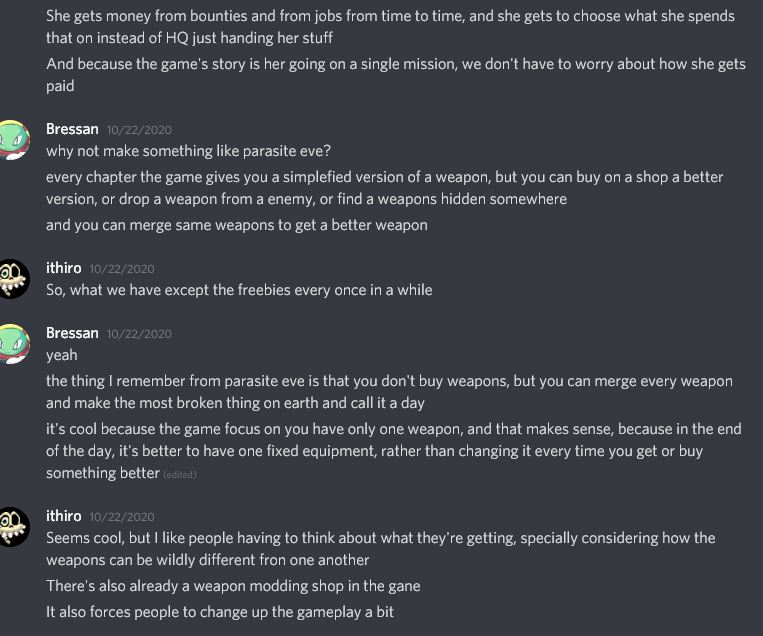 She gets money from bounties and from jobs from time to time, and she gets to choose what she spends
that on instead of HQ just handing her stuff
And because the game's story is her going on a single mission, we don't have to worry about how she gets
paid
Bressan 10/22/2020
why not make something like parasite eve?
every chapter the game gives you a simplefied version of a weapon, but you can buy on a shop a better
version, or drop a weapon from a enemy, or find a weapons hidden somewhere
and you can merge same weapons to get a better weapon
ithiro 10/22/2020
So, what we have except the freebies every once in a while
Bressan 10/22/2020
yeah
the thing I remember from parasite eve is that you don't buy weapons, but you can merge every weapon
and make the most broken thing on earth and call it a day
it's cool because the game focus on you have only one weapon, and that makes sense, because in the end
of the day, it's better to have one fixed equipment, rather than changing it every time you get or buy
something better (edited)
ithiro 10/22/2020
Seems cool, but I like people having to think about what they're getting, specially considering how the
weapons can be wildly different fron one another
There's also already a weapon modding shop in the gane
It also forces people to change up the gameplay a bit